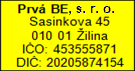 Prvá BE, s. r. o.
Sasinkova 45
010 01 Žilina
IČO: 453555871
DIČ: 20205874154